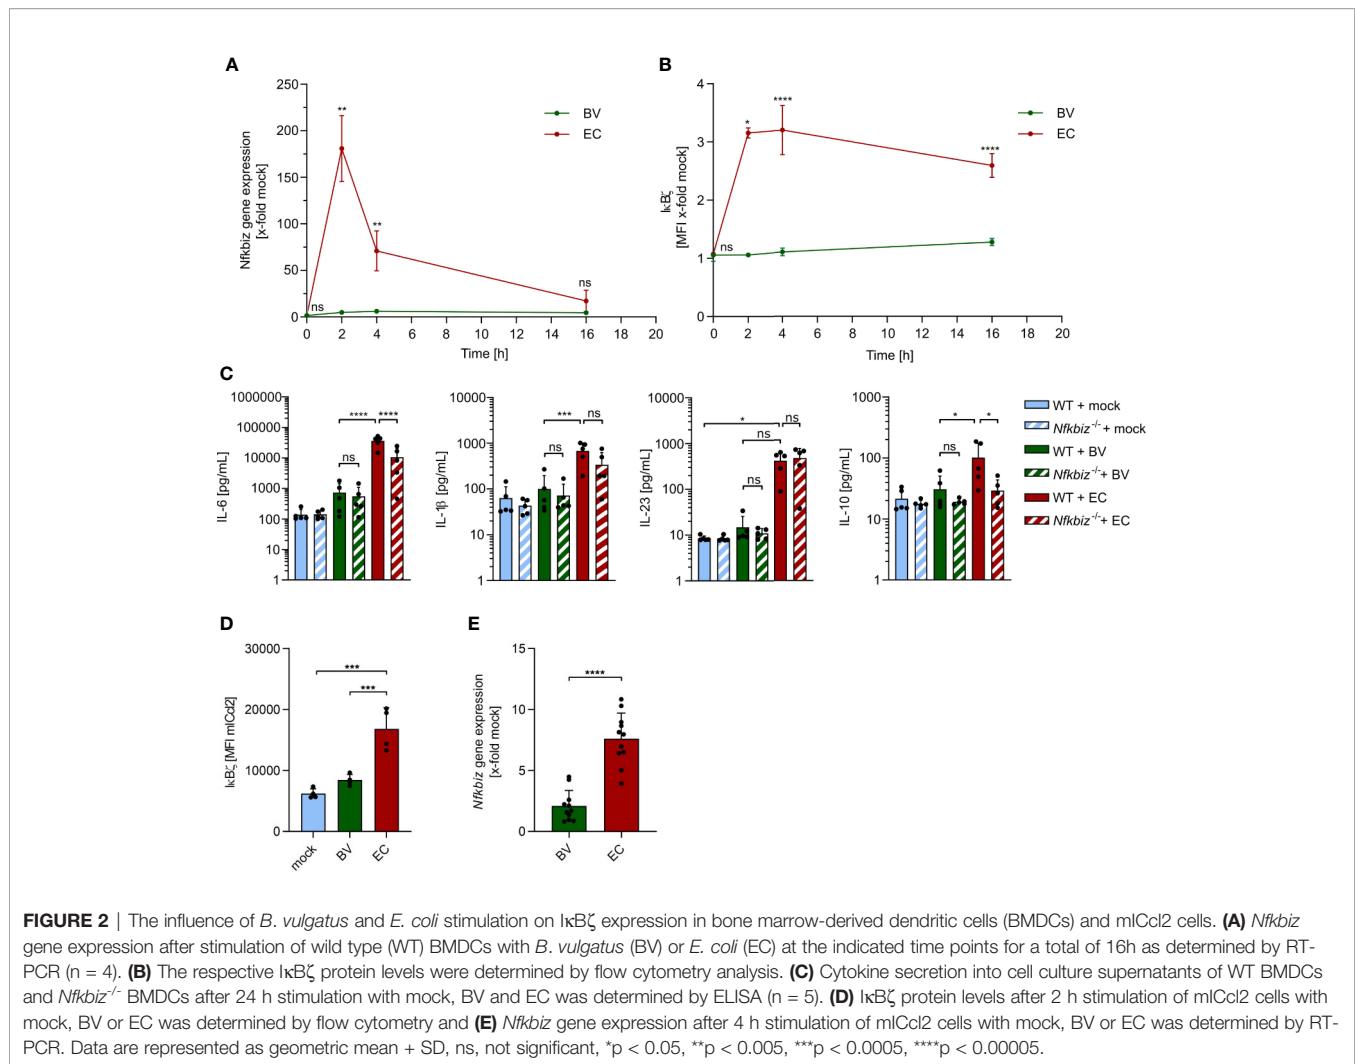 A
250
200
150
100
50
0
Nfkbiz gene expression
[x-fold mock]
**
**
ns
ns
BV
EC
0 2 4 6 8 10 12 14 16 18 20
Time [h]
B
4
3
2
1
0
IκBζ
[MFI x-fold mock]
*
****
****
ns
BV
EC
0 2 4 6 8 10 12 14 16 18 20
Time [h]
C
1000000
100000
10000
1000
100
10
1
IL-6 [pg/mL]
**** ****
ns
10000
1000
100
10
1
IL-1β [pg/mL]
***
ns
ns
10000
1000
100
10
1
IL-23 [pg/mL]
*
ns
ns
ns
1000
100
10
1
IL-10 [pg/mL]
* *
ns
WT + mock
Nfkbiz -/- + mock
WT + BV
Nfkbiz -/- + BV
WT + EC
Nfkbiz -/- + EC
D
30000
20000
10000
0
IκBζ [MFI mICcl2]
***
***
mock BV EC
E
15
10
5
0
Nfkbiz gene expression
[x-fold mock]
****
BV EC
FIGURE 2 | The influence of B. vulgatus and E. coli stimulation on IκBζ expression in bone marrow-derived dendritic cells (BMDCs) and mICcl2 cells. (A) Nfkbiz
gene expression after stimulation of wild type (WT) BMDCs with B. vulgatus (BV) or E. coli (EC) at the indicated time points for a total of 16h as determined by RT-
PCR (n = 4). (B) The respective IκBζ protein levels were determined by flow cytometry analysis. (C) Cytokine secretion into cell culture supernatants of WT BMDCs
and Nfkbiz-/- BMDCs after 24 h stimulation with mock, BV and EC was determined by ELISA (n = 5). (D) IκBζ protein levels after 2 h stimulation of mICcl2 cells with
mock, BV or EC was determined by flow cytometry and (E) Nfkbiz gene expression after 4 h stimulation of mICcl2 cells with mock, BV or EC was determined by RT-
PCR. Data are represented as geometric mean + SD, ns, not significant, *p < 0.05, **p < 0.005, ***p < 0.0005, ****p < 0.00005.